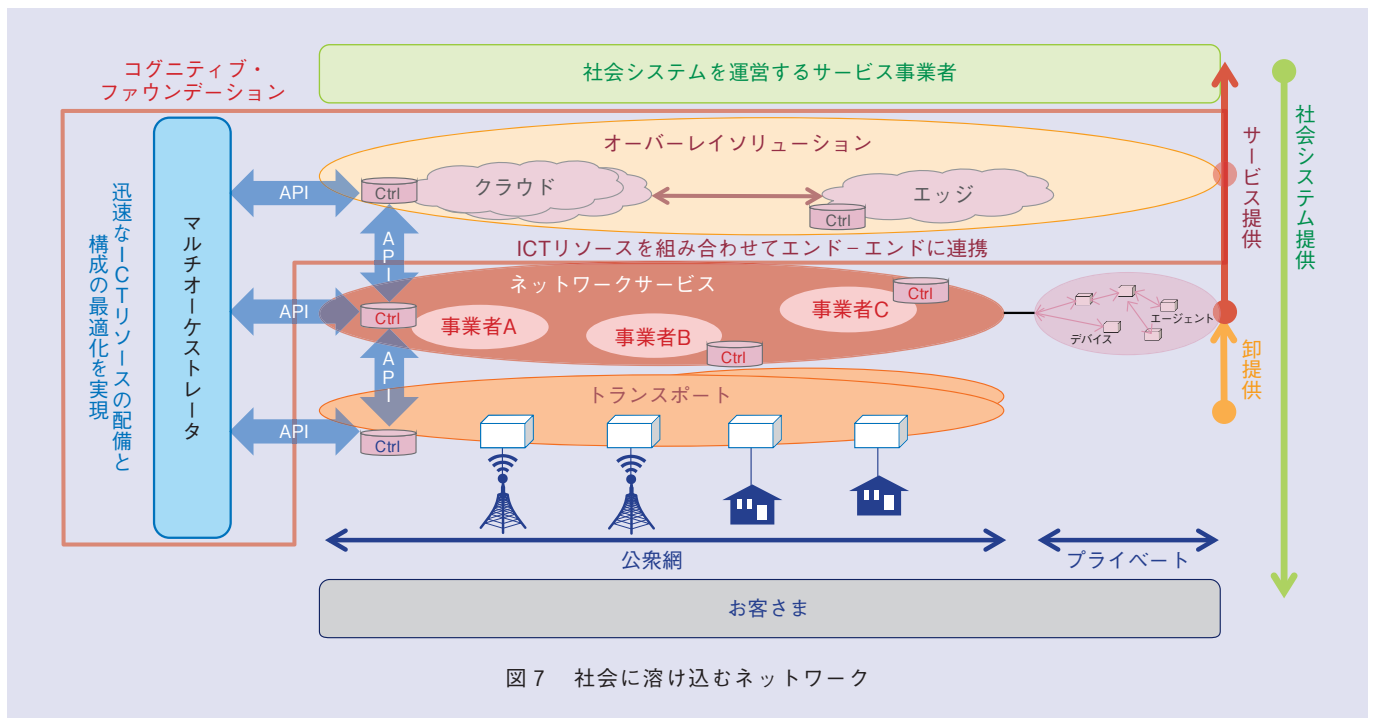 コグニティブ・
ファウンデーション
社会システムを運営するサービス事業者
オーバーレイソリューション
API
Ctrl
クラウド
エッジ
Ctrl
API
ICTリソースを組み合わせてエンド－エンドに連携
迅速なICTリソースの配備と
構成の最適化を実現
マルチオーケストレータ
ネットワークサービス
API
Ctrl
事業者A
事業者B
Ctrl
事業者C
Ctrl
デバイス
エージェント
API
トランスポート
API
Ctrl
公衆網
プライベート
お客さま
サービス提供
卸提供
社会システム提供
図7　社会に溶け込むネットワーク